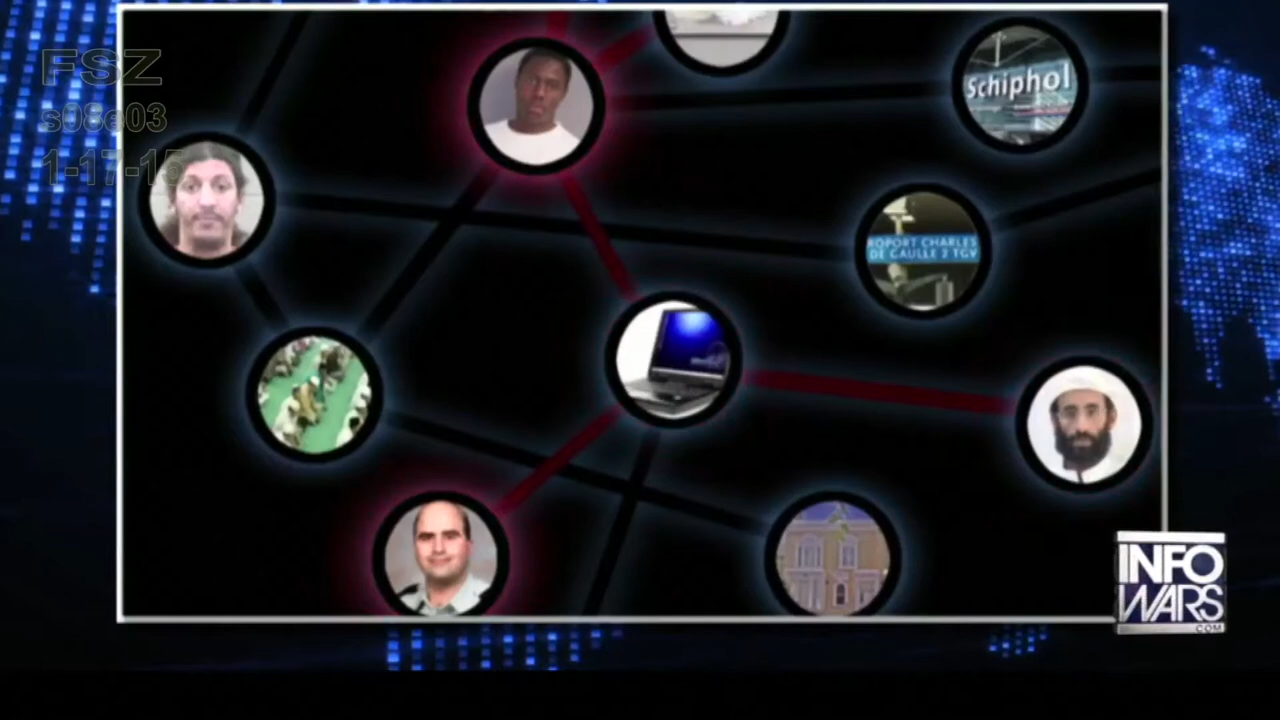 FSZ
s08e03
1-17-15
Schiphol
ROPORT CHARLES
DE GAULLE 2 TGV
INFO
WARS
.COM